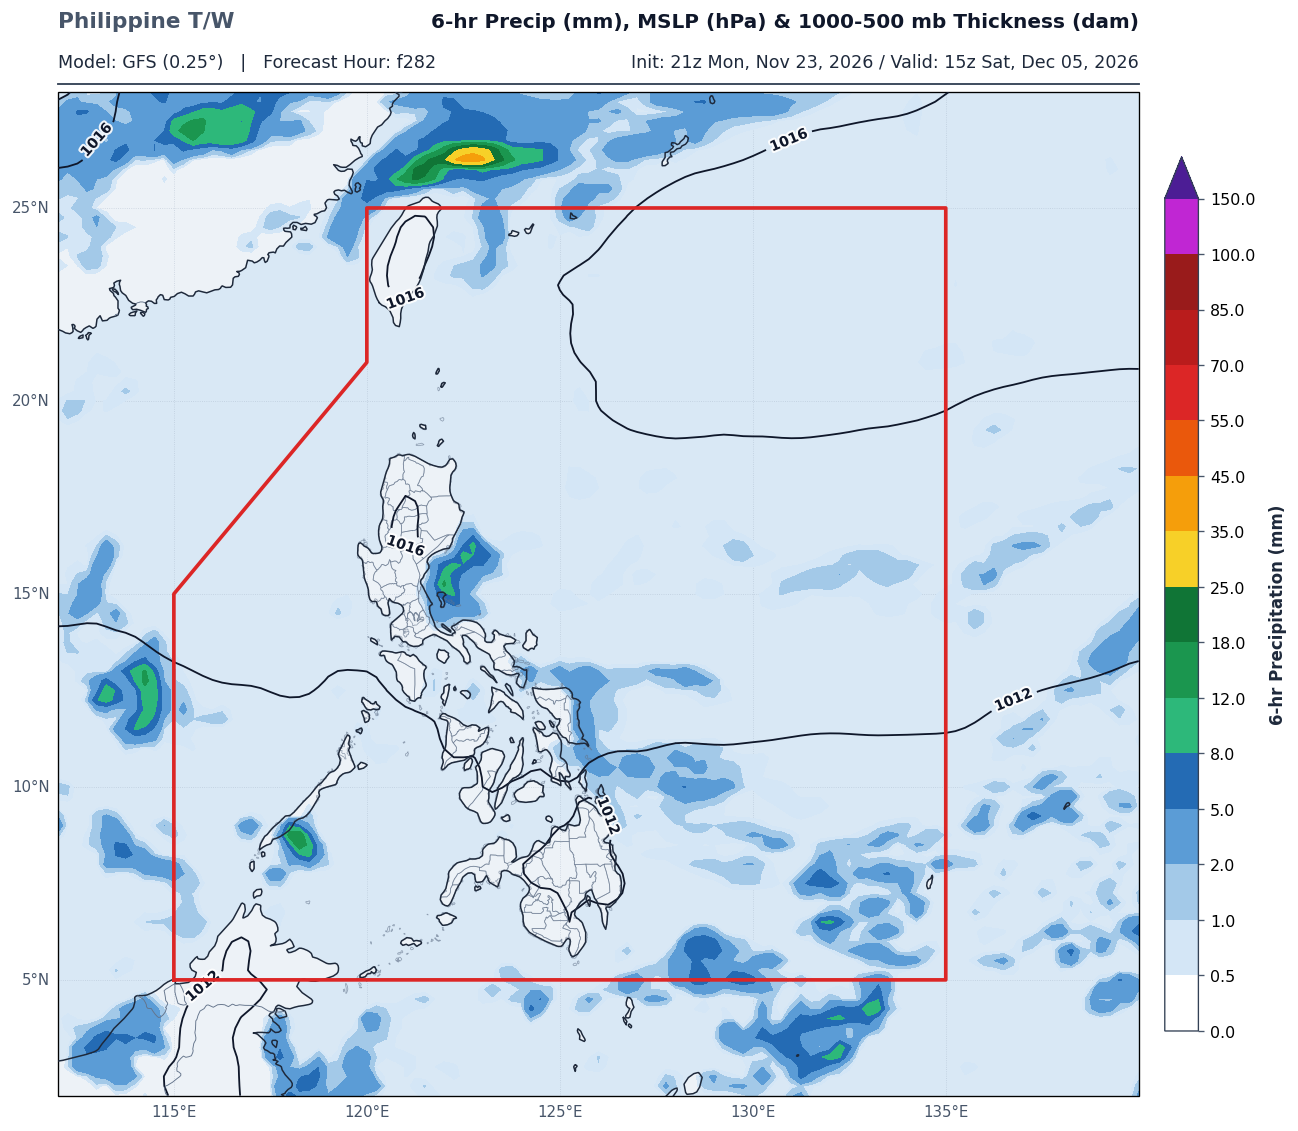 Philippine T/W
6-hr Precip (mm), MSLP (hPa) & 1000-500 mb Thickness (dam)
Model: GFS (0.25°) | Forecast Hour: f282
Init: 21z Mon, Nov 23, 2026 / Valid: 15z Sat, Dec 05, 2026
1016
1016
25°N
1016
20°N
1016
15°N
1012
10°N
1012
5°N
1012
115°E
120°E
125°E
130°E
135°E
150.0
100.0
85.0
70.0
55.0
45.0
35.0
25.0
18.0
12.0
8.0
5.0
2.0
1.0
0.5
0.0
6-hr Precipitation (mm)